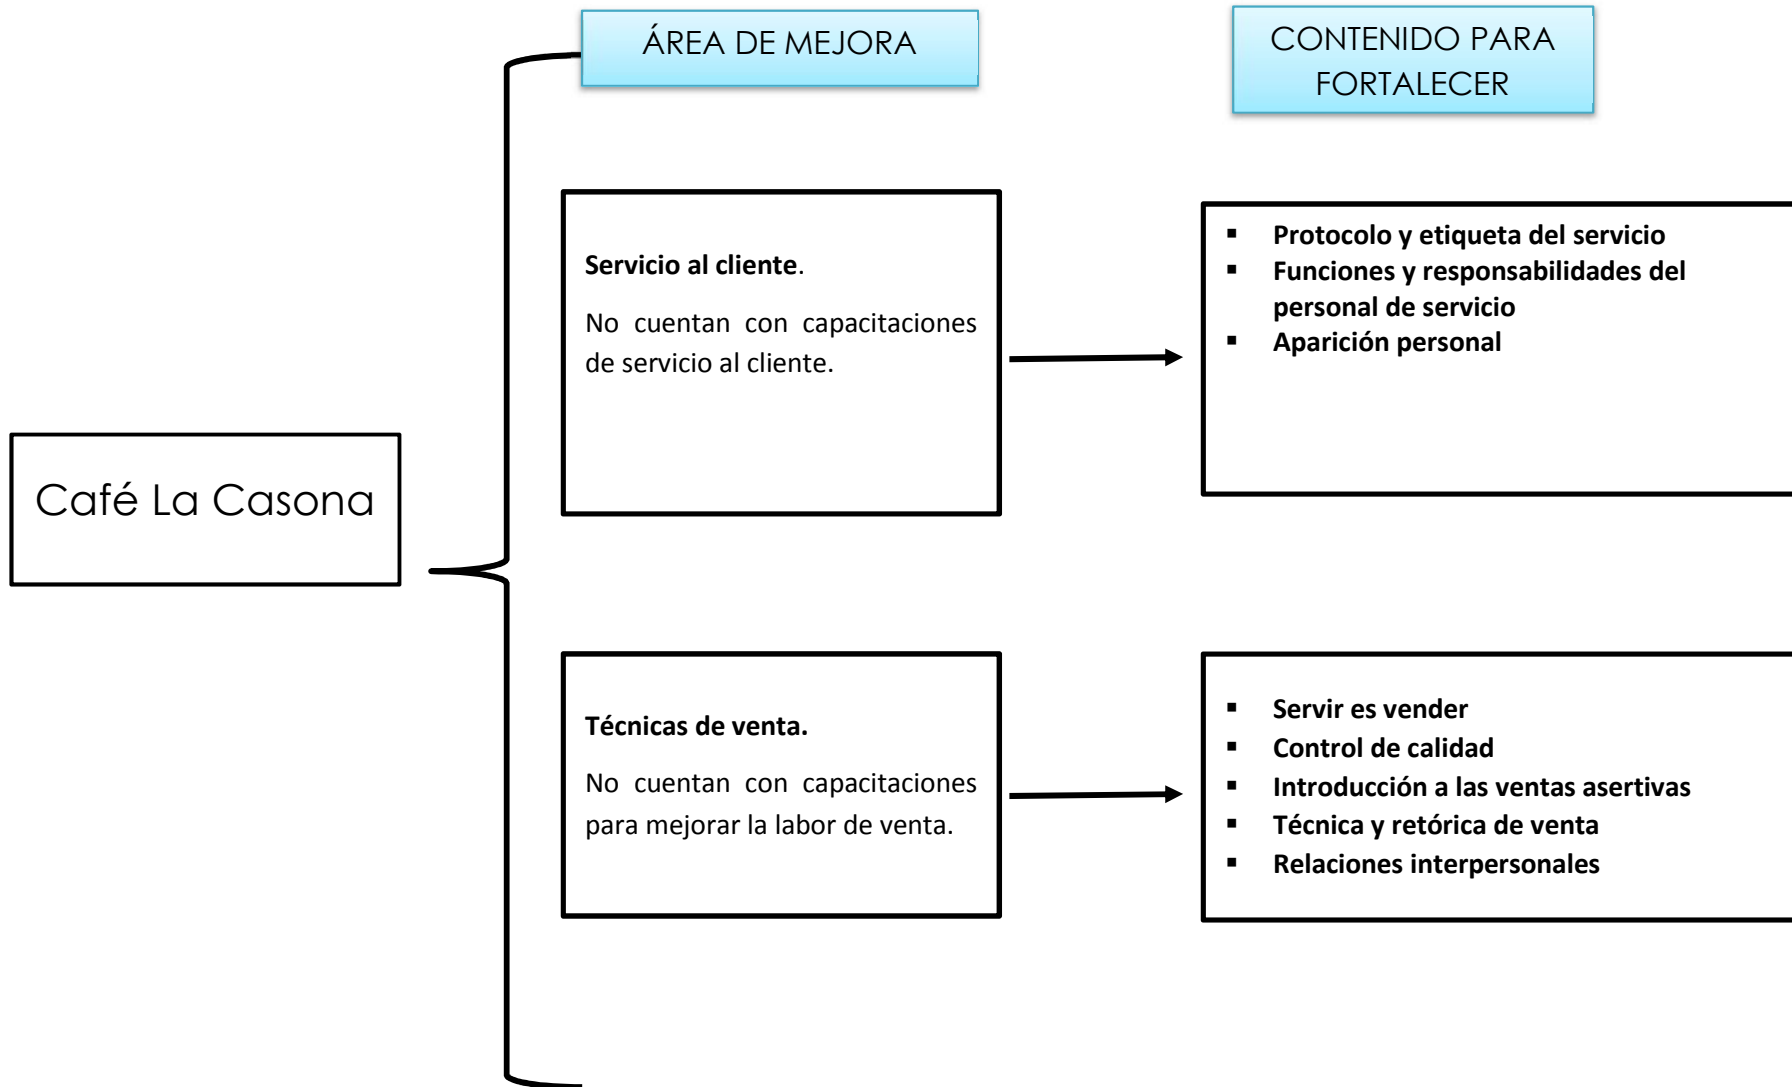 ÁREA DE MEJORA
CONTENIDO PARA
FORTALECER
Café La Casona
Servicio al cliente.
No cuentan con capacitaciones
de servicio al cliente.
▪ Protocolo y etiqueta del servicio
▪ Funciones y responsabilidades del
personal de servicio
▪ Aparición personal
Técnicas de venta.
No cuentan con capacitaciones
para mejorar la labor de venta.
▪ Servir es vender
▪ Control de calidad
▪ Introducción a las ventas asertivas
▪ Técnica y retórica de venta
▪ Relaciones interpersonales